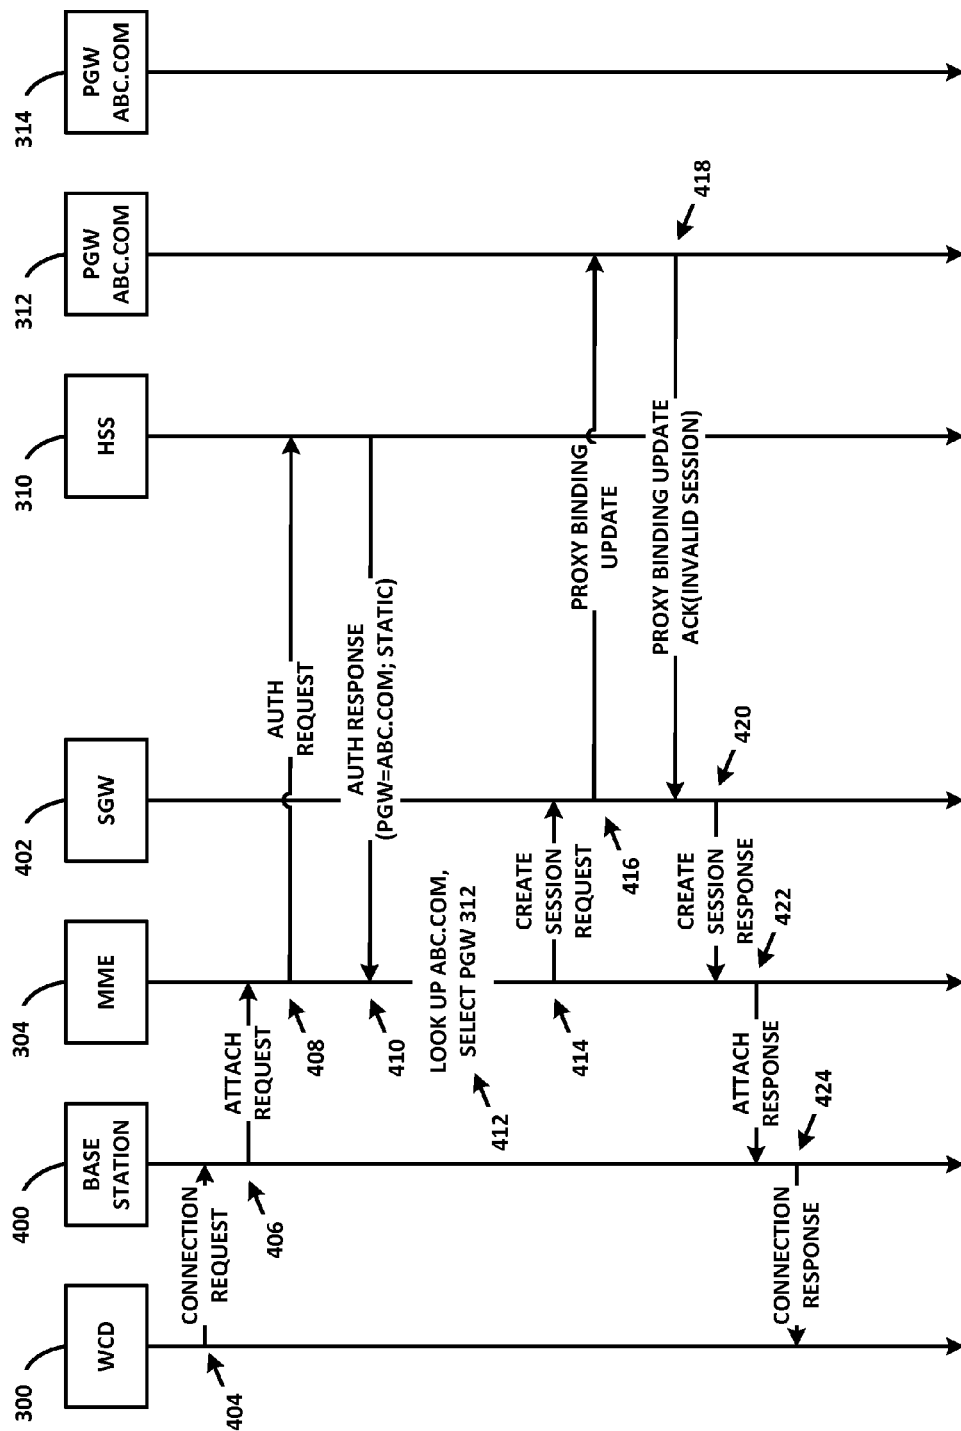 300
400
304
402
310
312
314
WCD
BASE
STATION
MME
SGW
HSS
PGW
ABC.COM
PGW
ABC.COM
404
CONNECTION
REQUEST
406
ATTACH
REQUEST
408
AUTH
REQUEST
410
AUTH RESPONSE
(PGW=ABC.COM; STATIC)
LOOK UP ABC.COM,
SELECT PGW 312
412
414
CREATE
SESSION
REQUEST
416
PROXY BINDING
UPDATE
418
PROXY BINDING UPDATE
ACK(INVALID SESSION)
420
CREATE
SESSION
RESPONSE
422
ATTACH
RESPONSE
424
CONNECTION
RESPONSE